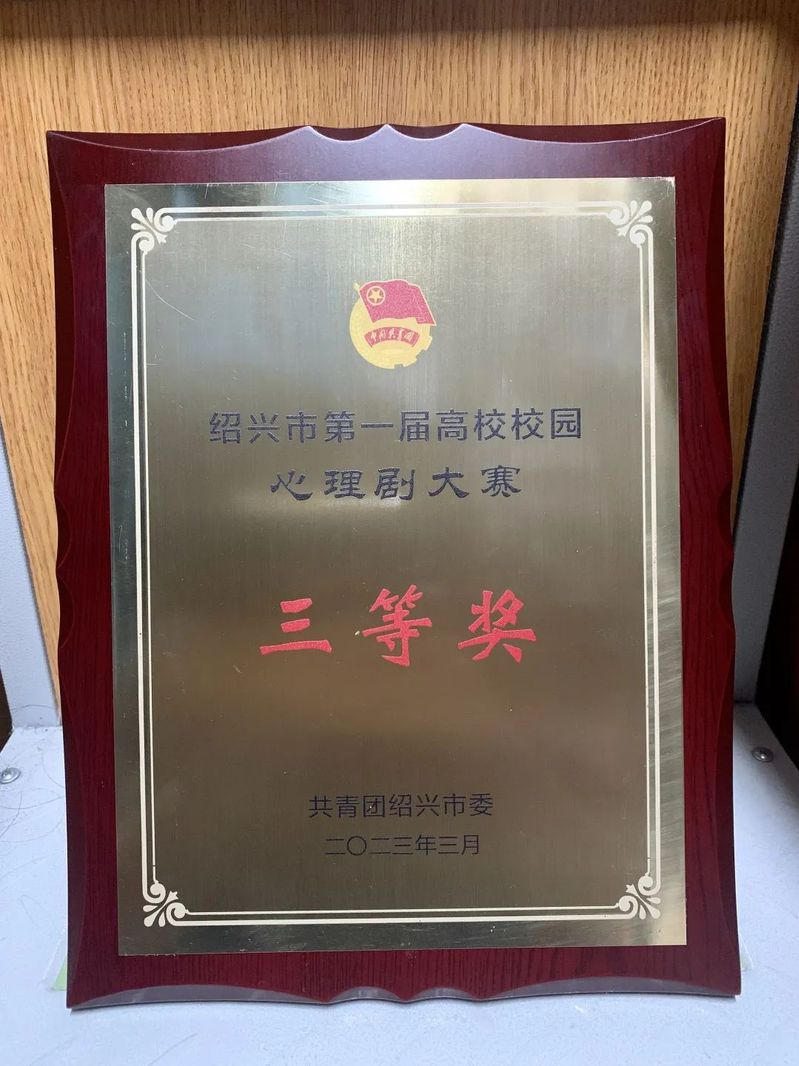 中国共青团
绍兴市第一届高校校园
心理剧大赛
三等奖
共青团绍兴市委
二〇二三年三月